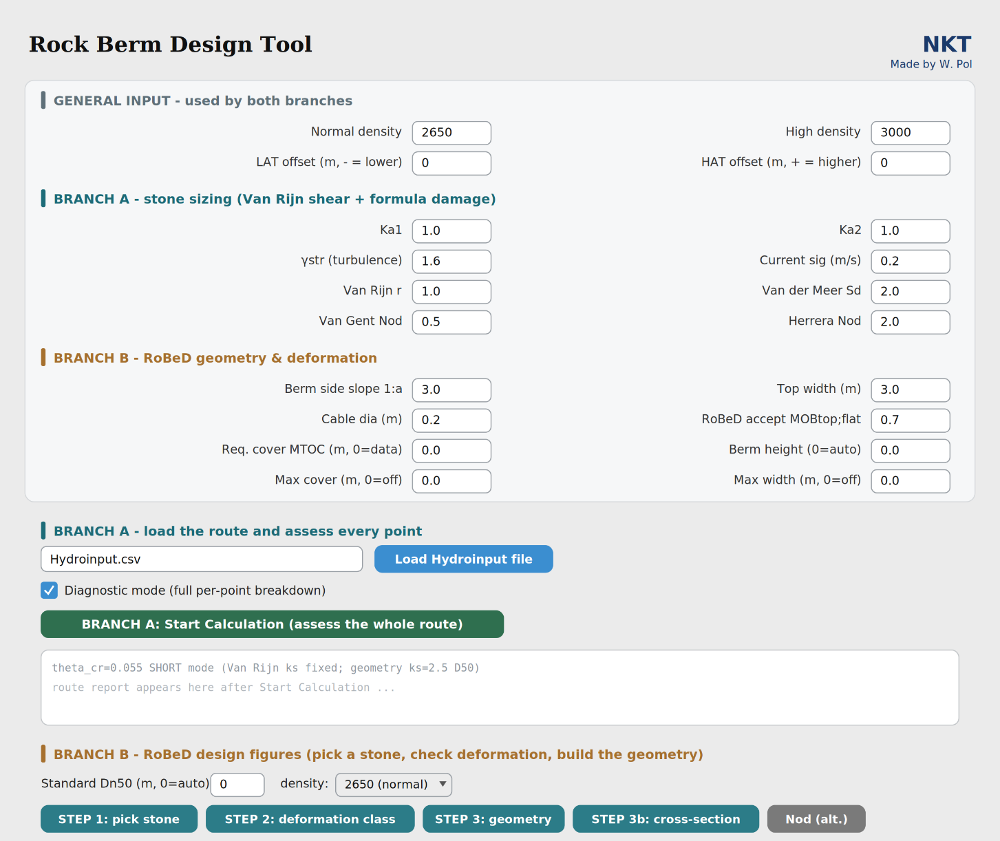 Rock Berm Design Tool
NKT
Made by W. Pol
GENERAL INPUT - used by both branches
Normal density 2650 High density 3000
LAT offset (m, - = lower) 0 HAT offset (m, + = higher) 0
BRANCH A - stone sizing (Van Rijn shear + formula damage)
Ka1 1.0 Ka2 1.0
γstr (turbulence) 1.6 Current sig (m/s) 0.2
Van Rijn r 1.0 Van der Meer Sd 2.0
Van Gent Nod 0.5 Herrera Nod 2.0
BRANCH B - RoBeD geometry & deformation
Berm side slope 1:a 3.0 Top width (m) 3.0
Cable dia (m) 0.2 RoBeD accept MOBtop;flat 0.7
Req. cover MTOC (m, 0=data) 0.0 Berm height (0=auto) 0.0
Max cover (m, 0=off) 0.0 Max width (m, 0=off) 0.0
BRANCH A - load the route and assess every point
Hydroinput.csv Load Hydroinput file
Diagnostic mode (full per-point breakdown)
BRANCH A: Start Calculation (assess the whole route)
theta_cr=0.055 SHORT mode (Van Rijn ks fixed; geometry ks=2.5 D50)
route report appears here after Start Calculation ...
BRANCH B - RoBeD design figures (pick a stone, check deformation, build the geometry)
Standard Dn50 (m, 0=auto) 0 density: 2650 (normal)
STEP 1: pick stone STEP 2: deformation class STEP 3: geometry STEP 3b: cross-section Nod (alt.)